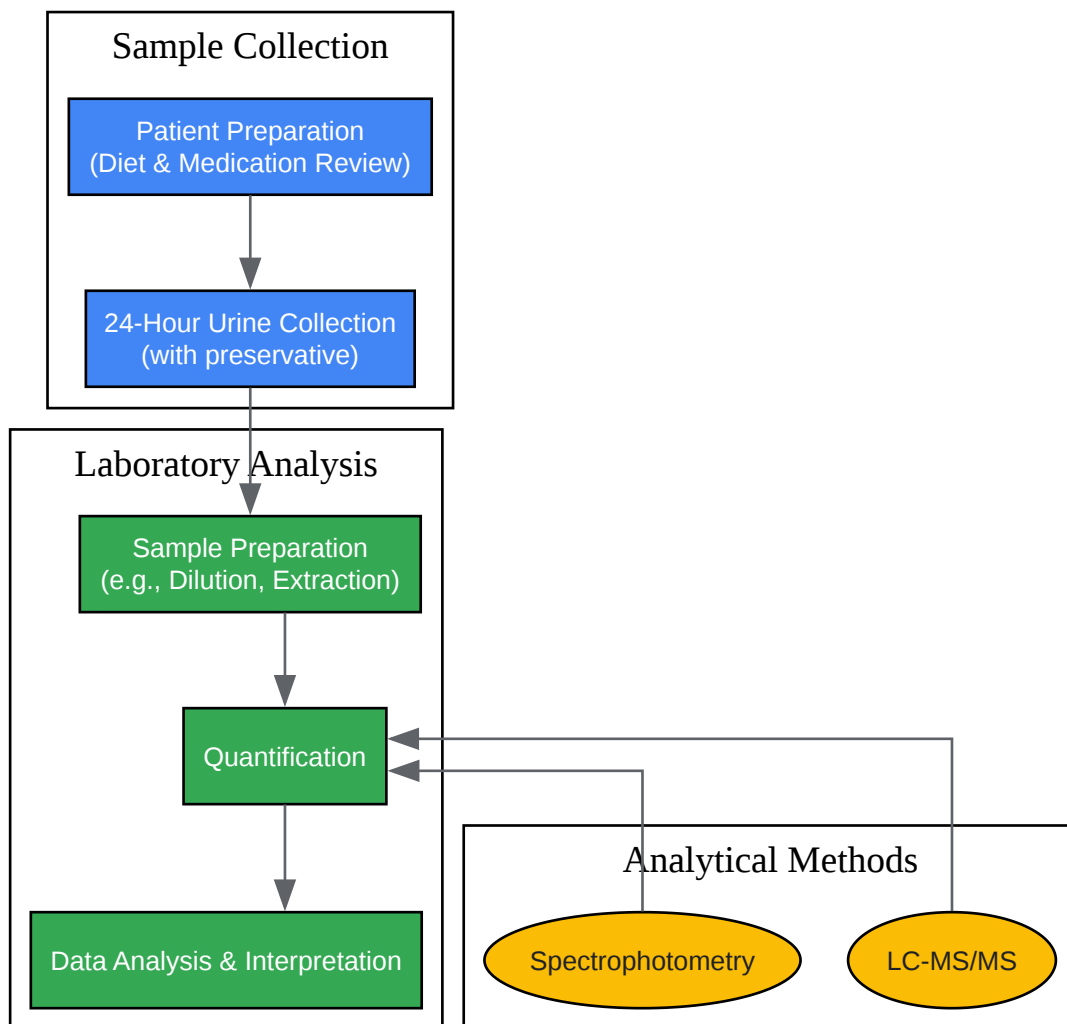 Sample Collection
Patient Preparation
(Diet & Medication Review)
24-Hour Urine Collection
(with preservative)
Laboratory Analysis
Sample Preparation
(e.g., Dilution, Extraction)
Quantification
Data Analysis & Interpretation
Analytical Methods
Spectrophotometry
LC-MS/MS